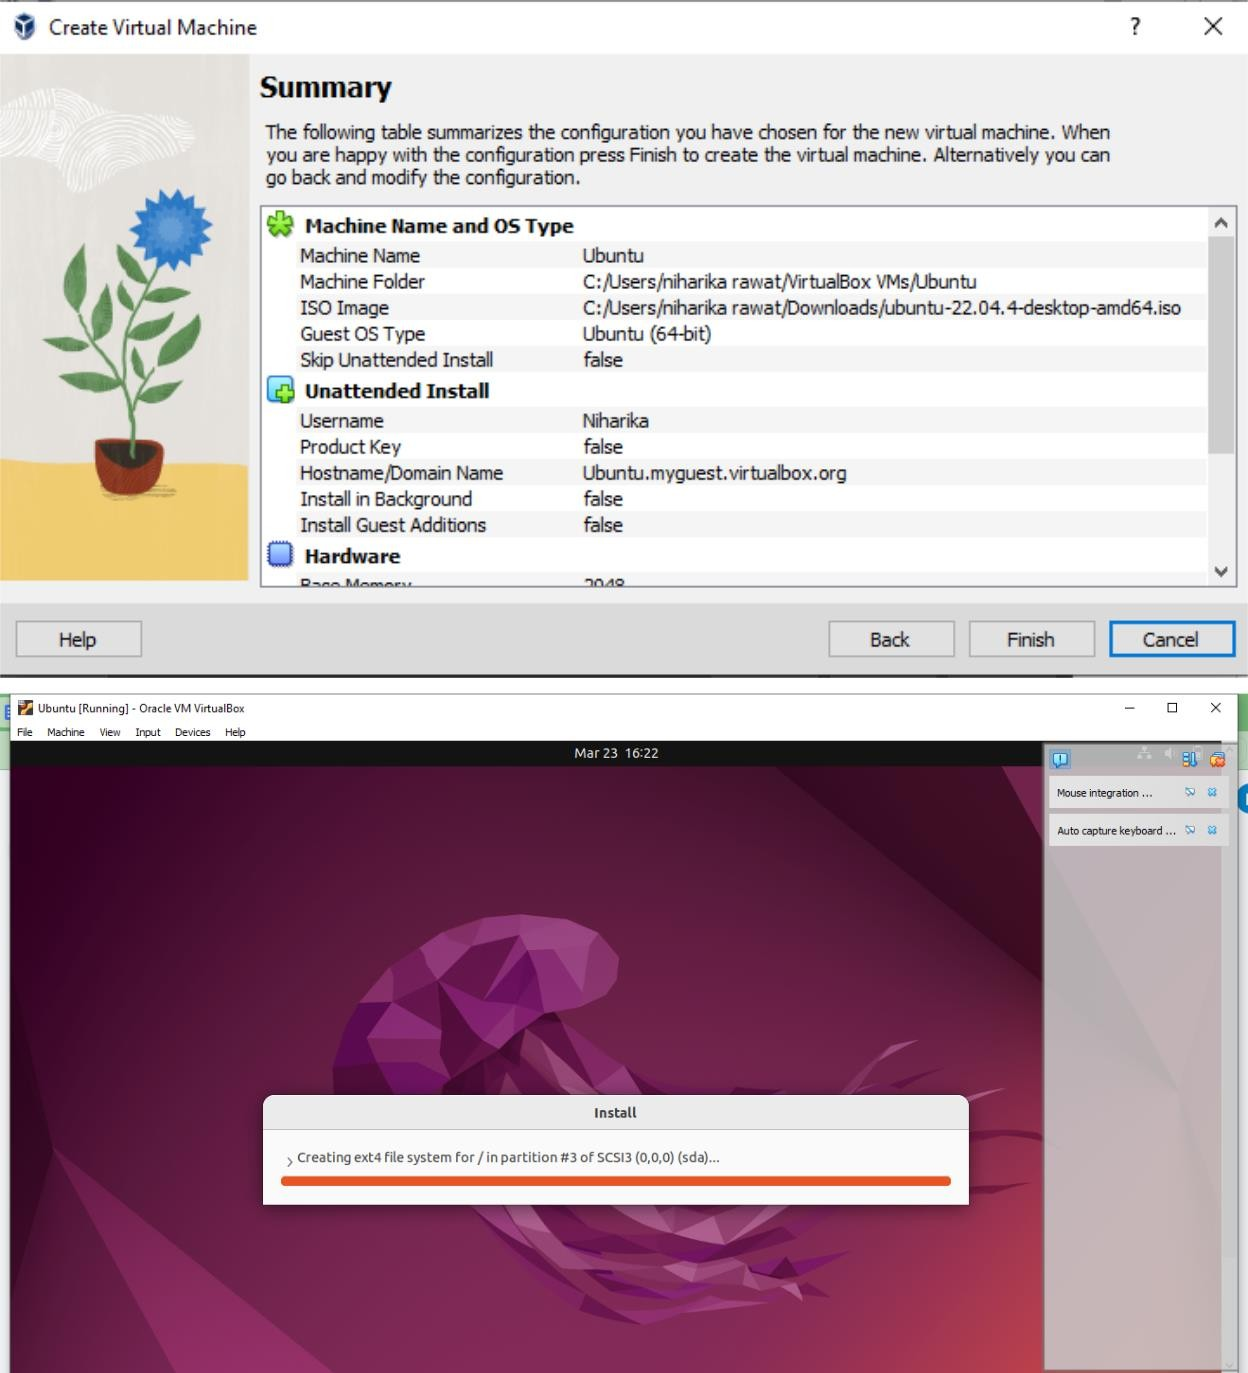 Create Virtual Machine
?
Summary
The following table summarizes the configuration you have chosen for the new virtual machine. When
you are happy with the configuration press Finish to create the virtual machine. Alternatively you can
go back and modify the configuration.
Machine Name and OS Type
Machine Name Ubuntu
Machine Folder C:/Users/niharika rawat/VirtualBox VMs/Ubuntu
ISO Image C:/Users/niharika rawat/Downloads/ubuntu-22.04.4-desktop-amd64.iso
Guest OS Type Ubuntu (64-bit)
Skip Unattended Install false
Unattended Install
Username Niharika
Product Key false
Hostname/Domain Name Ubuntu.myguest.virtualbox.org
Install in Background false
Install Guest Additions false
Hardware
Base Memory 2048
Help Back Finish Cancel
Ubuntu [Running] - Oracle VM VirtualBox
File Machine View Input Devices Help
Mar 23 16:22
Mouse integration ...
Auto capture keyboard ...
Install
Creating ext4 file system for / in partition #3 of SCSI3 (0,0,0) (sda)...